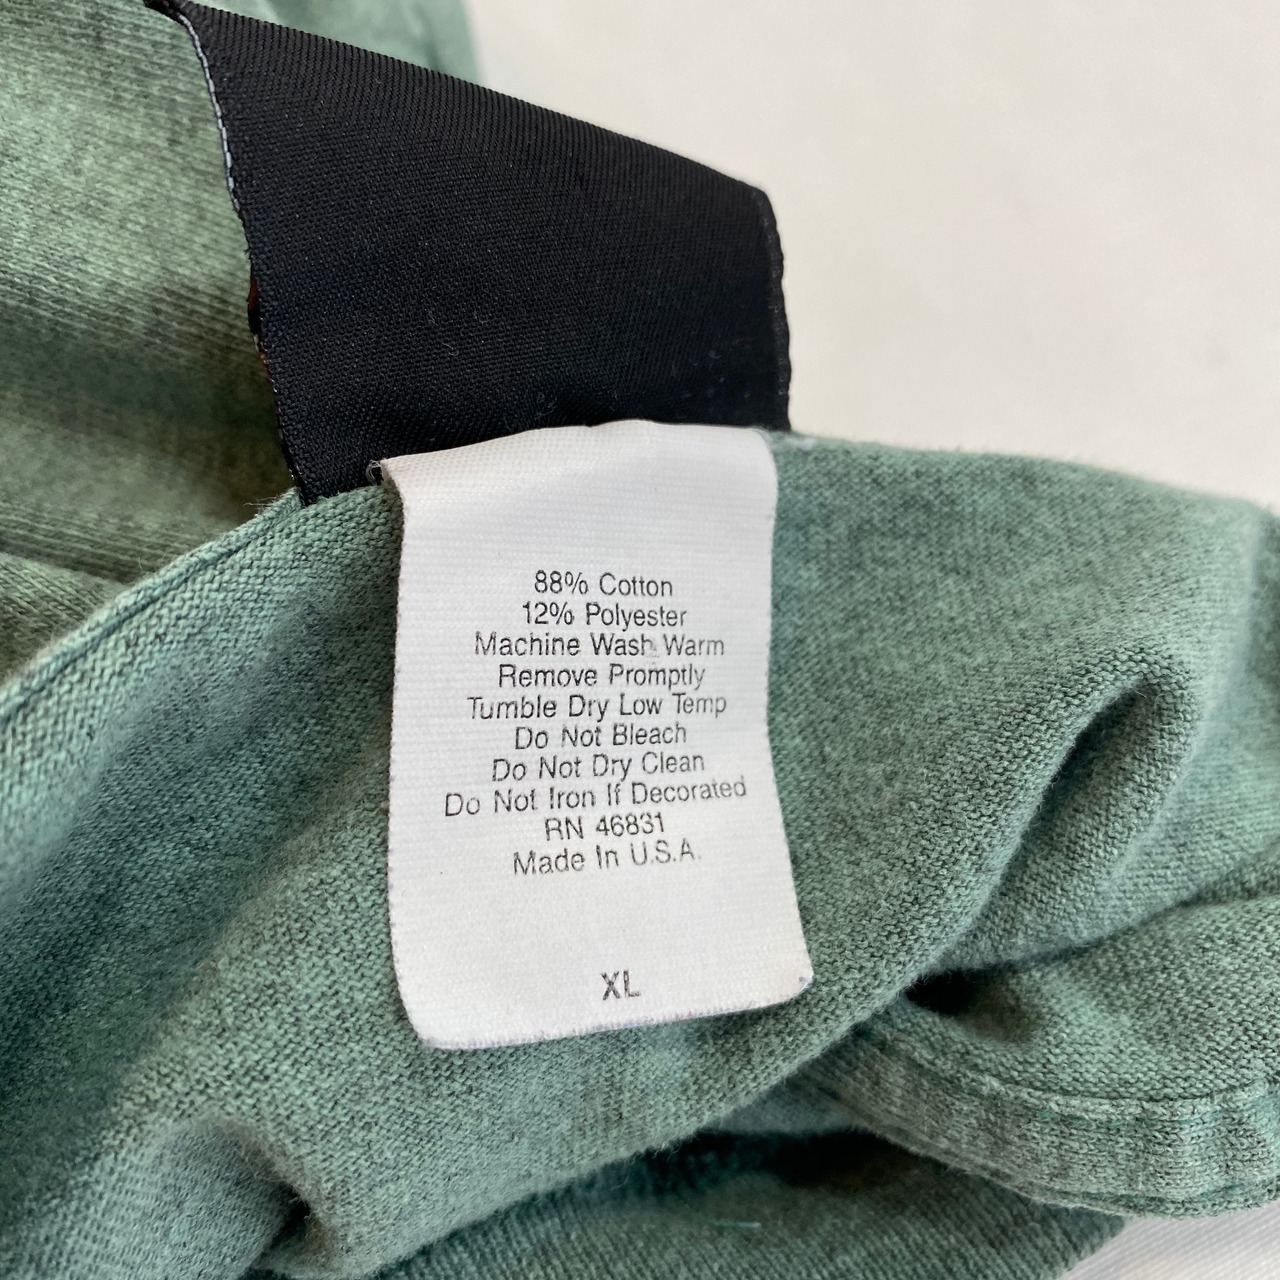 88% Cotton
12% Polyester
Machine Wash Warm
Remove Promptly
Tumble Dry Low Temp
Do Not Bleach
Do Not Dry Clean
Do Not Iron If Decorated
RN 46831
Made In U.S.A.
XL